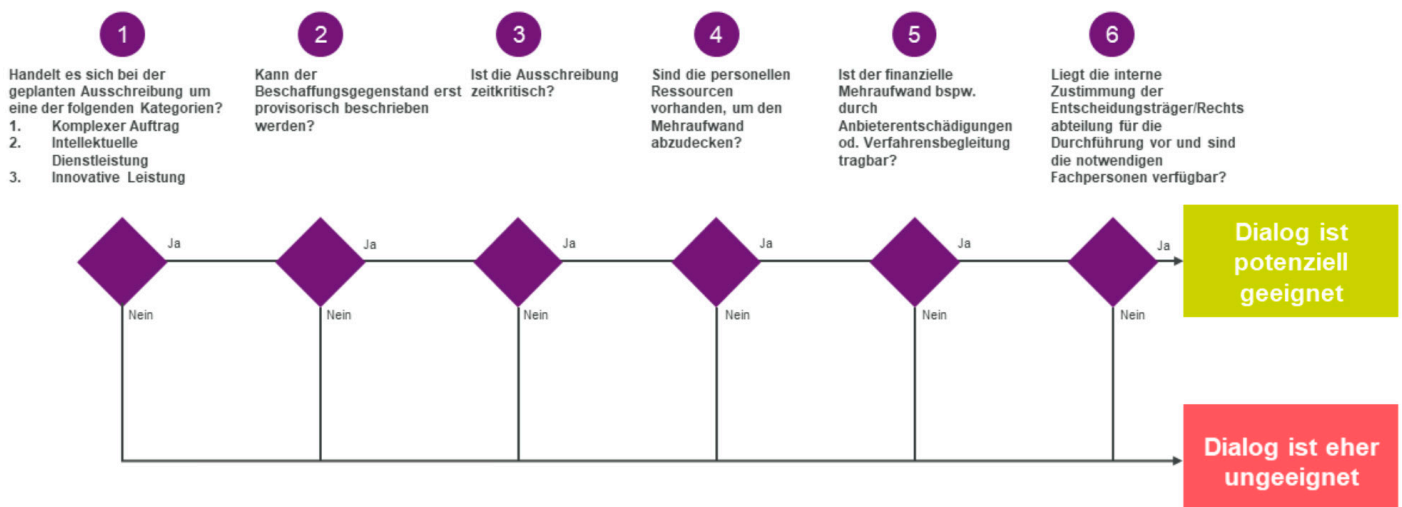 1
Handelt es sich bei der
geplanten Ausschreibung um
eine der folgenden Kategorien?
1. Komplexer Auftrag
2. Intellektuelle
Dienstleistung
3. Innovative Leistung
2
Kann der
Beschaffungsgegenstand erst
provisorisch beschrieben
werden?
3
Ist die Ausschreibung
zeitkritisch?
4
Sind die personellen
Ressourcen
vorhanden, um den
Mehraufwand
abzudecken?
5
Ist der finanzielle
Mehraufwand bspw.
durch
Anbieterentschädigungen
od. Verfahrensbegleitung
tragbar?
6
Liegt die interne
Zustimmung der
Entscheidungsträger/Rechts
abteilung für die
Durchführung vor und sind
die notwendigen
Fachpersonen verfügbar?
Ja
Ja
Ja
Ja
Ja
Ja
Dialog ist
potenziell
geeignet
Nein
Nein
Nein
Nein
Nein
Nein
Dialog ist eher
ungeeignet